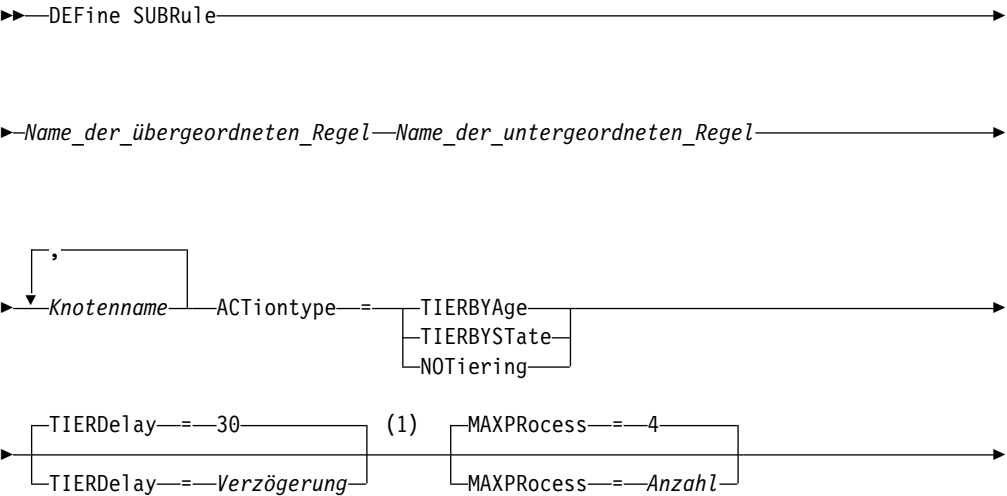 DEFine SUBRule
Name_der_übergeordneten_Regel Name_der_untergeordneten_Regel
,
Knotenname ACTiontype = TIERBYAge
TIERBYSTate
NOTiering
TIERDelay = 30 (1) MAXPRocess = 4
TIERDelay = Verzögerung MAXPRocess = Anzahl